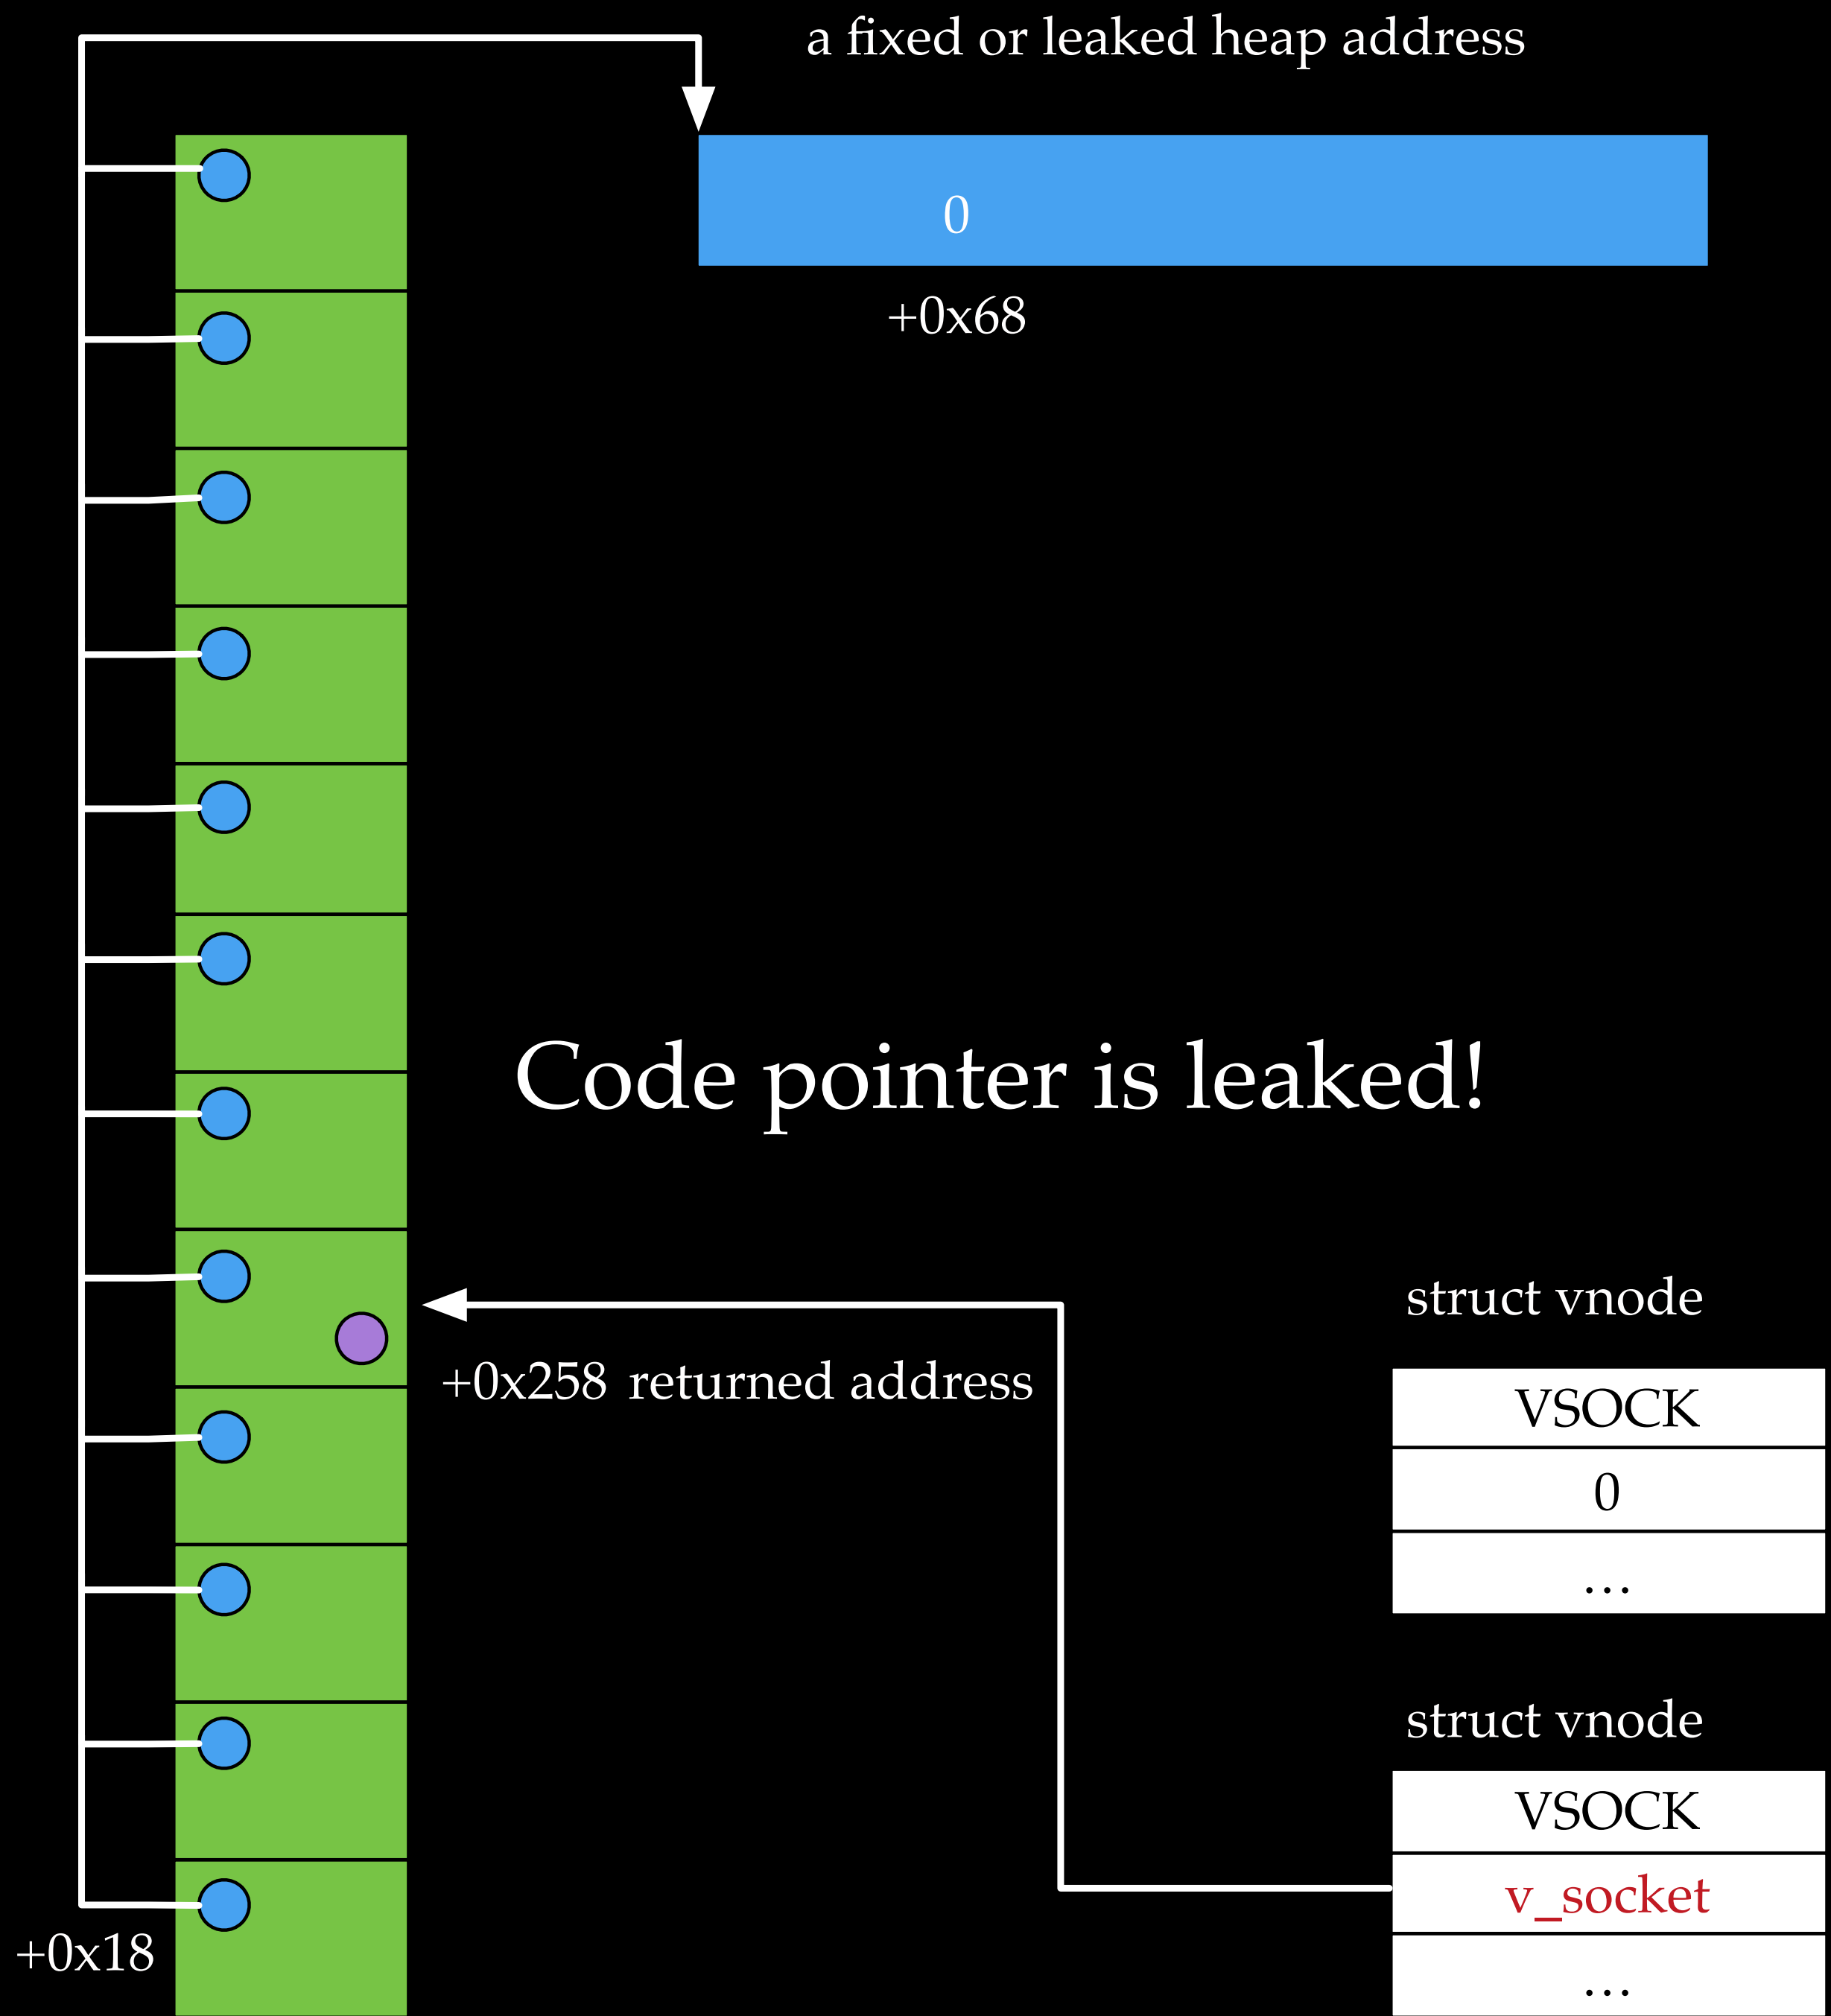 a fixed or leaked heap address
0
+0x68
Code pointer is leaked!
struct vnode
+0x258 returned address
VSOCK
0
...
struct vnode
VSOCK
v_socket
+0x18
...